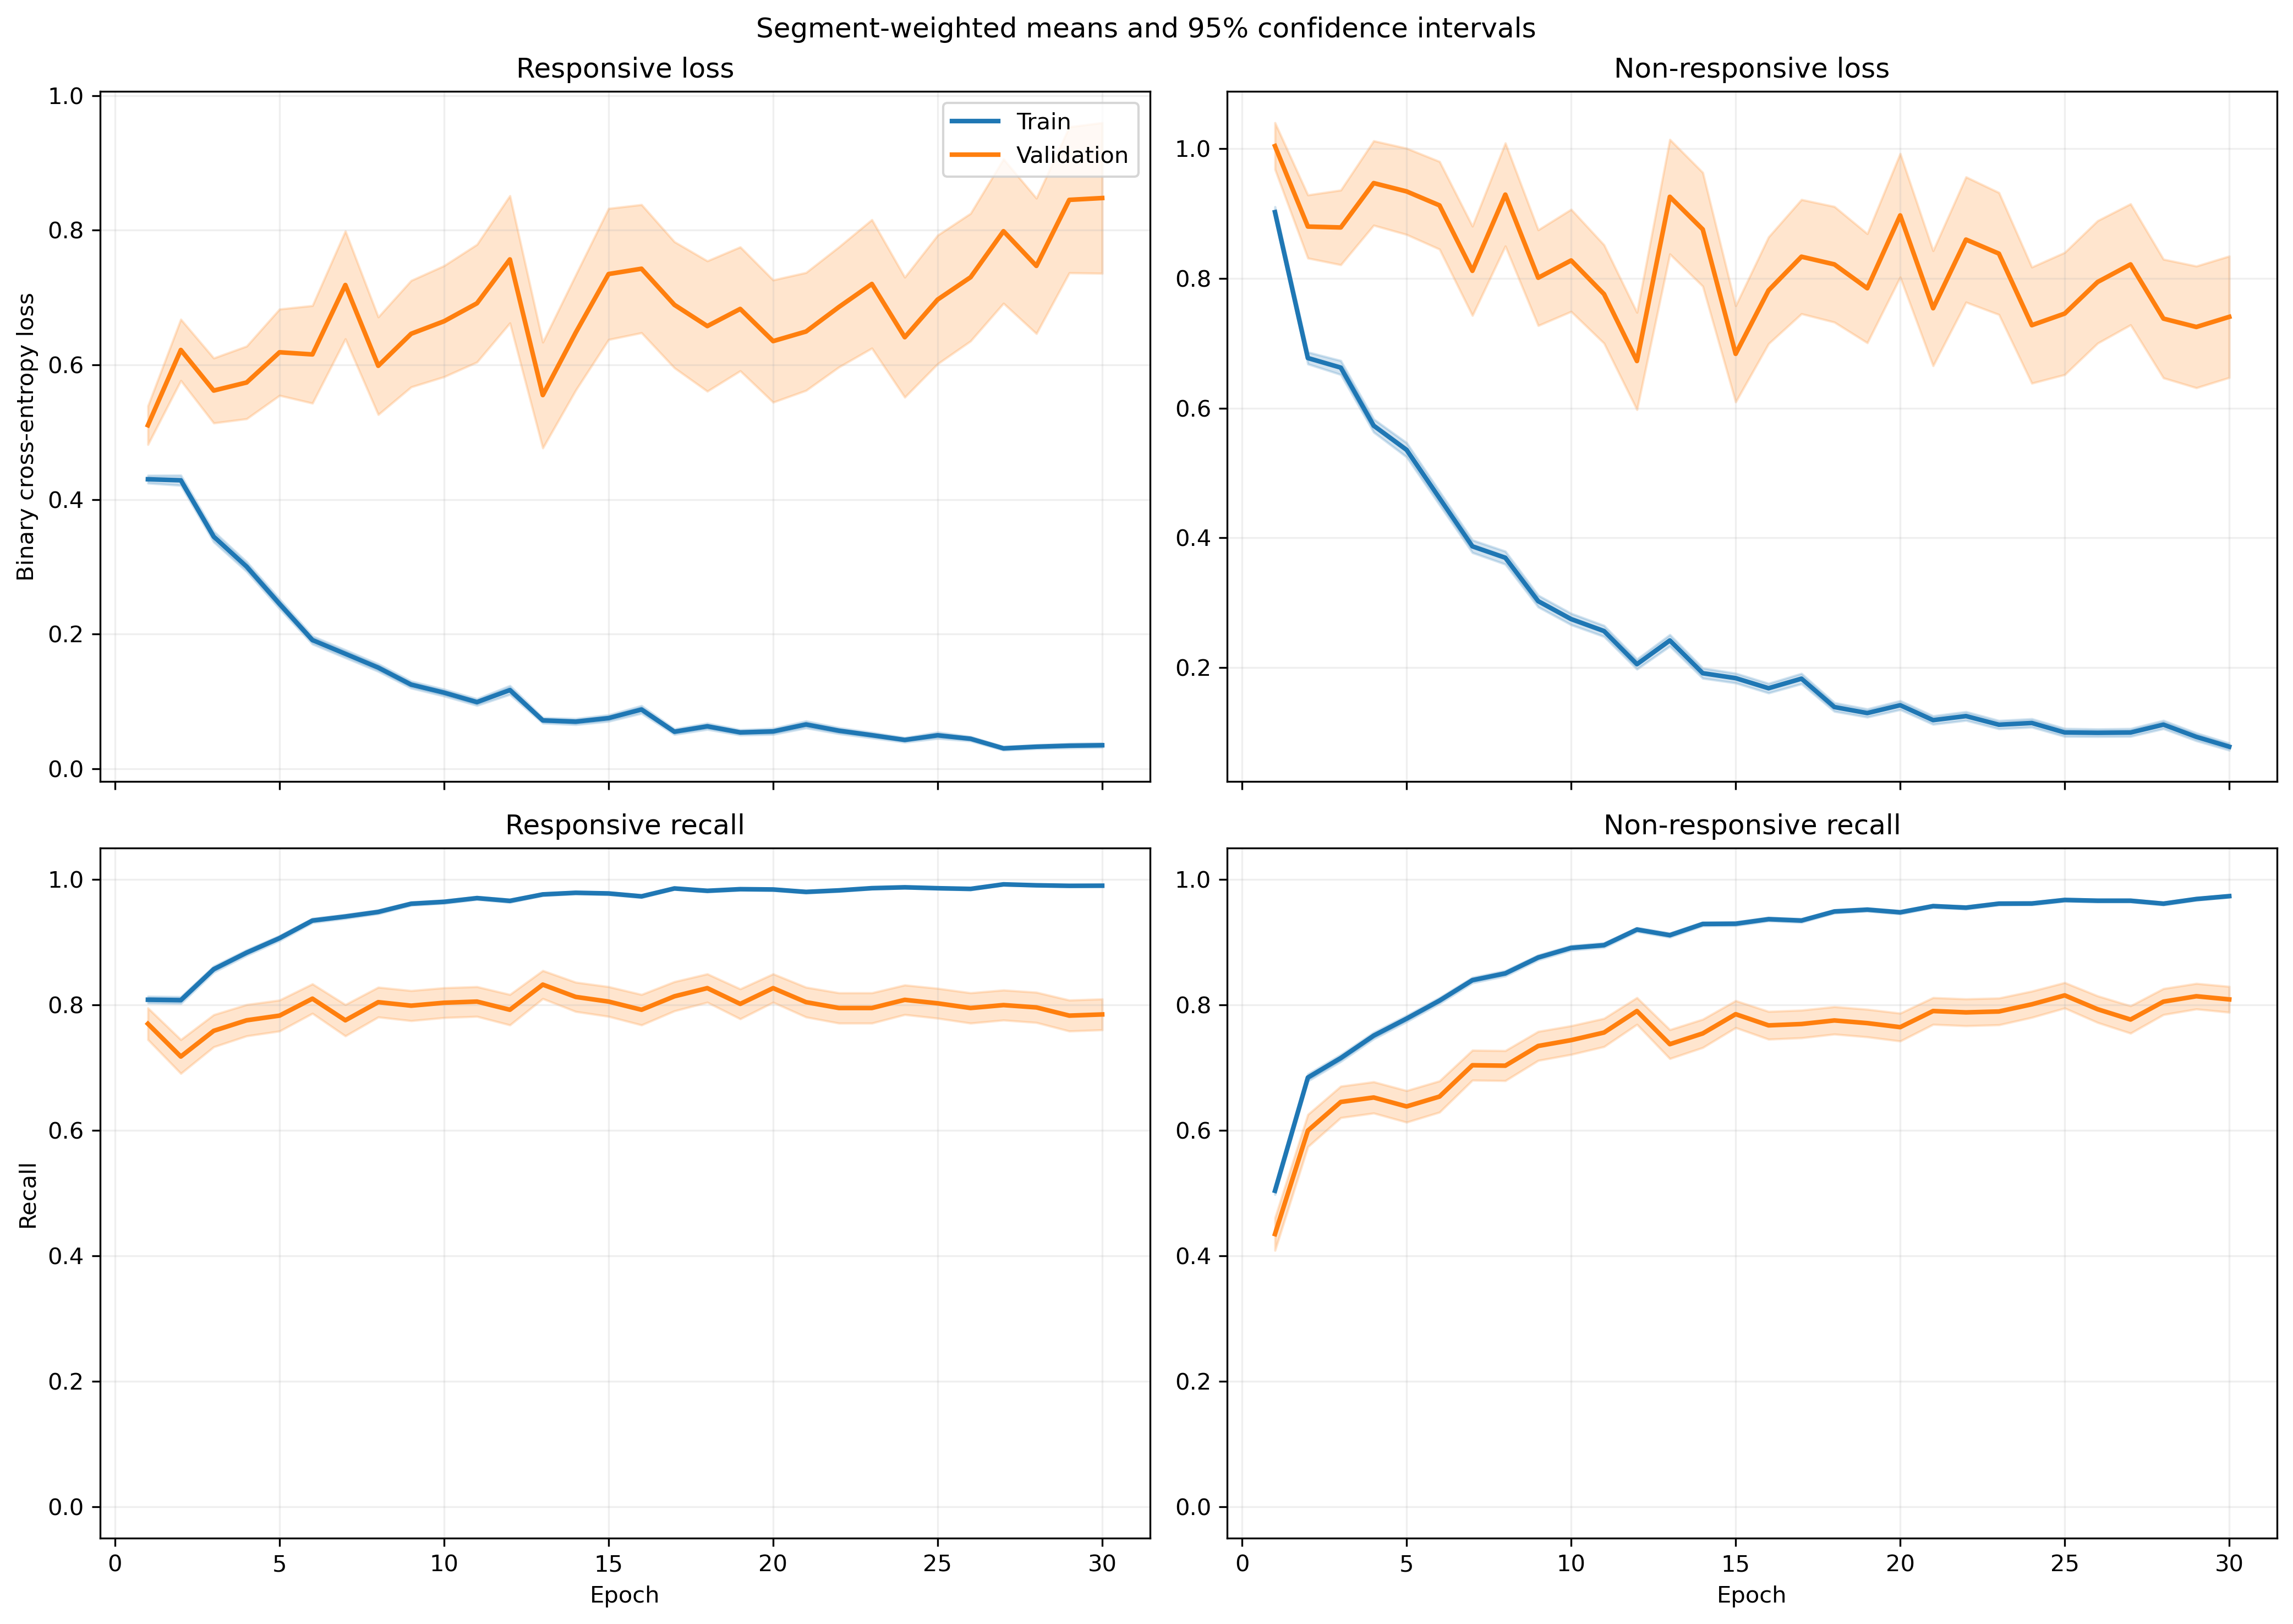 Segment-weighted means and 95% confidence intervals
Responsive loss
Non-responsive loss
Train
Validation
Binary cross-entropy loss
1.0
0.8
0.6
0.4
0.2
0.0
1.0
0.8
0.6
0.4
0.2
Responsive recall
Non-responsive recall
Recall
1.0
0.8
0.6
0.4
0.2
0.0
0 5 10 15 20 25 30
Epoch
1.0
0.8
0.6
0.4
0.2
0.0
0 5 10 15 20 25 30
Epoch